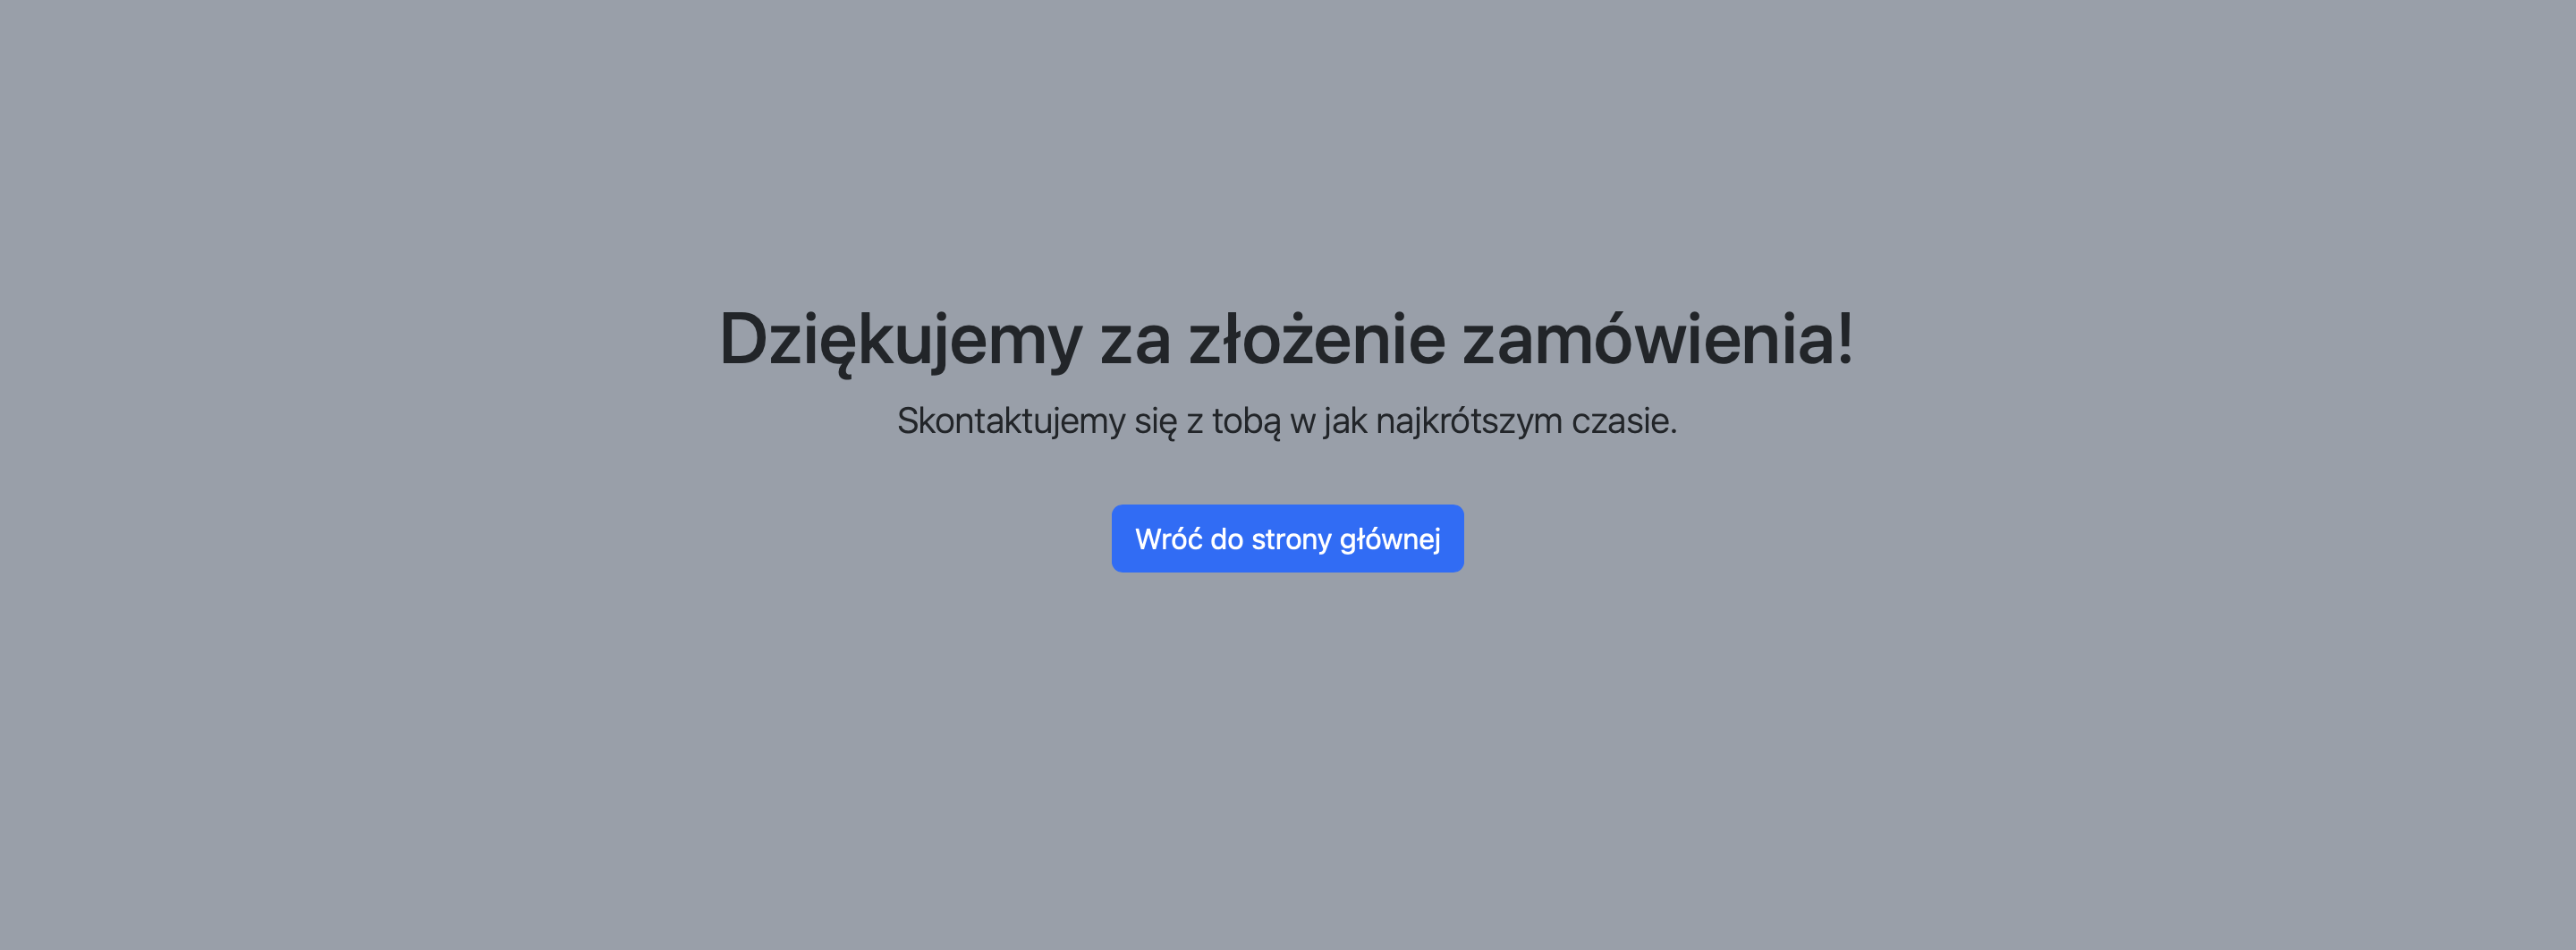 Dziękujemy za złożenie zamówienia!
Skontaktujemy się z tobą w jak najkrótszym czasie.
Wróć do strony głównej